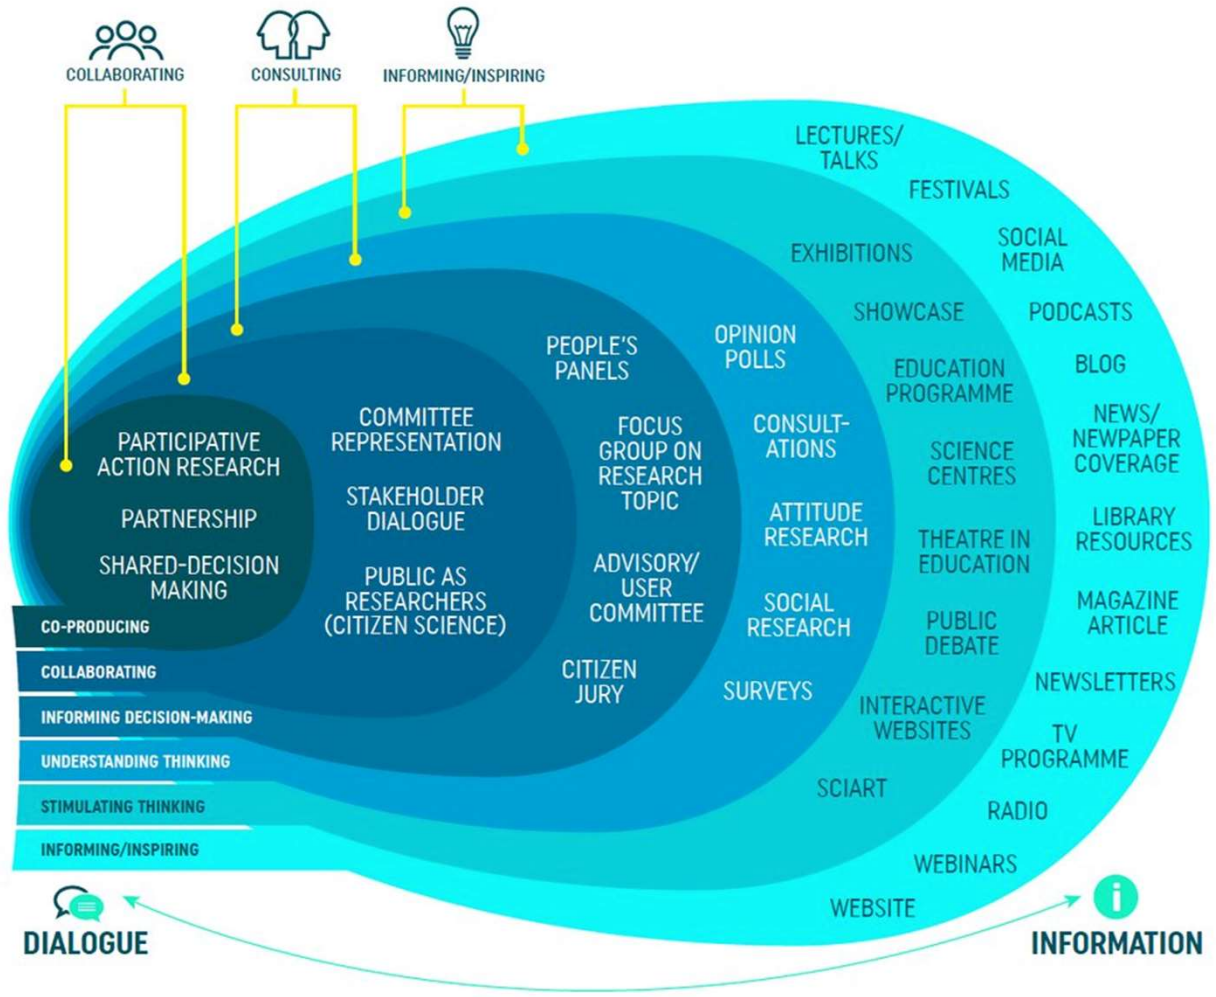 COLLABORATING
CONSULTING
INFORMING/INSPIRING
PARTICIPATIVE
ACTION RESEARCH
PARTNERSHIP
SHARED-DECISION
MAKING
COMMITTEE
REPRESENTATION
STAKEHOLDER
DIALOGUE
PUBLIC AS
RESEARCHERS
(CITIZEN SCIENCE)
PEOPLE'S
PANELS
FOCUS
GROUP ON
RESEARCH
TOPIC
ADVISORY/
USER
COMMITTEE
CITIZEN
JURY
OPINION
POLLS
CONSULT-
ATIONS
ATTITUDE
RESEARCH
SOCIAL
RESEARCH
SURVEYS
EXHIBITIONS
SHOWCASE
EDUCATION
PROGRAMME
SCIENCE
CENTRES
THEATRE IN
EDUCATION
PUBLIC
DEBATE
INTERACTIVE
WEBSITES
SCIART
LECTURES/
TALKS
FESTIVALS
SOCIAL
MEDIA
PODCASTS
BLOG
NEWS/
NEWPAPER
COVERAGE
LIBRARY
RESOURCES
MAGAZINE
ARTICLE
NEWSLETTERS
TV
PROGRAMME
RADIO
WEBINARS
WEBSITE
CO-PRODUCING
COLLABORATING
INFORMING DECISION-MAKING
UNDERSTANDING THINKING
STIMULATING THINKING
INFORMING/INSPIRING
DIALOGUE
i
INFORMATION